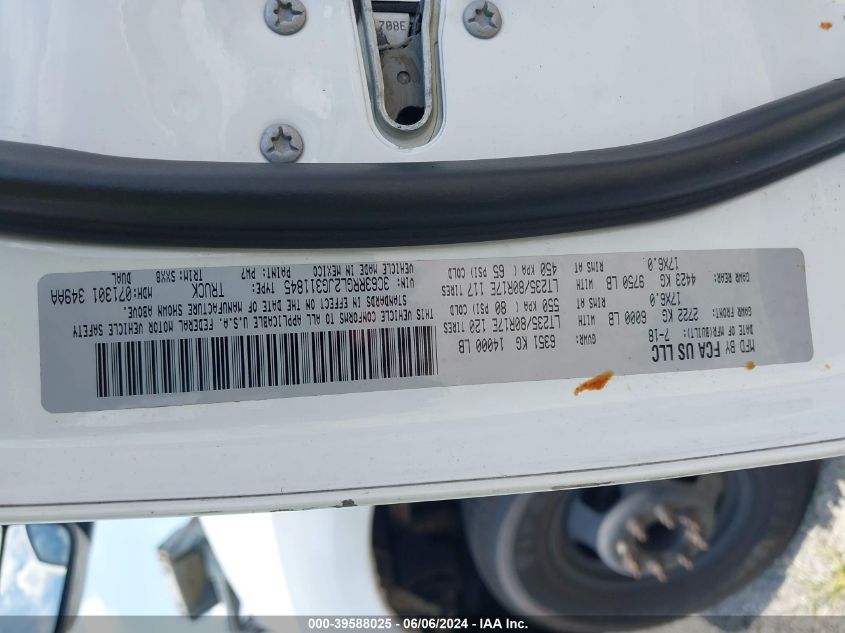 708E
MFD BY FCA US LLC
DATE OF MFR(BUILT): 7-18
GVWR: 6351 KG 14000 LB
GAWR FRONT: 2722 KG 6000 LB WITH LT235/80R17E 120 TIRES
17X6.0 RIMS AT 550 KPA ( 80 PSI) COLD
GAWR REAR: 4423 KG 9750 LB WITH LT235/80R17E 117 TIRES
17X6.0 RIMS AT 450 KPA ( 65 PSI) COLD
THIS VEHICLE CONFORMS TO ALL APPLICABLE U.S.A. FEDERAL MOTOR VEHICLE SAFETY
STANDARDS IN EFFECT ON THE DATE OF MANUFACTURE SHOWN ABOVE.
VIN: 3C63RRGL2JG311845 TYPE: TRUCK MDH: 071301 349AA
DUAL
VEHICLE MADE IN MEXICO PAINT: PW7 TRIM: SXX8
000-39588025 - 06/06/2024 - IAA Inc.